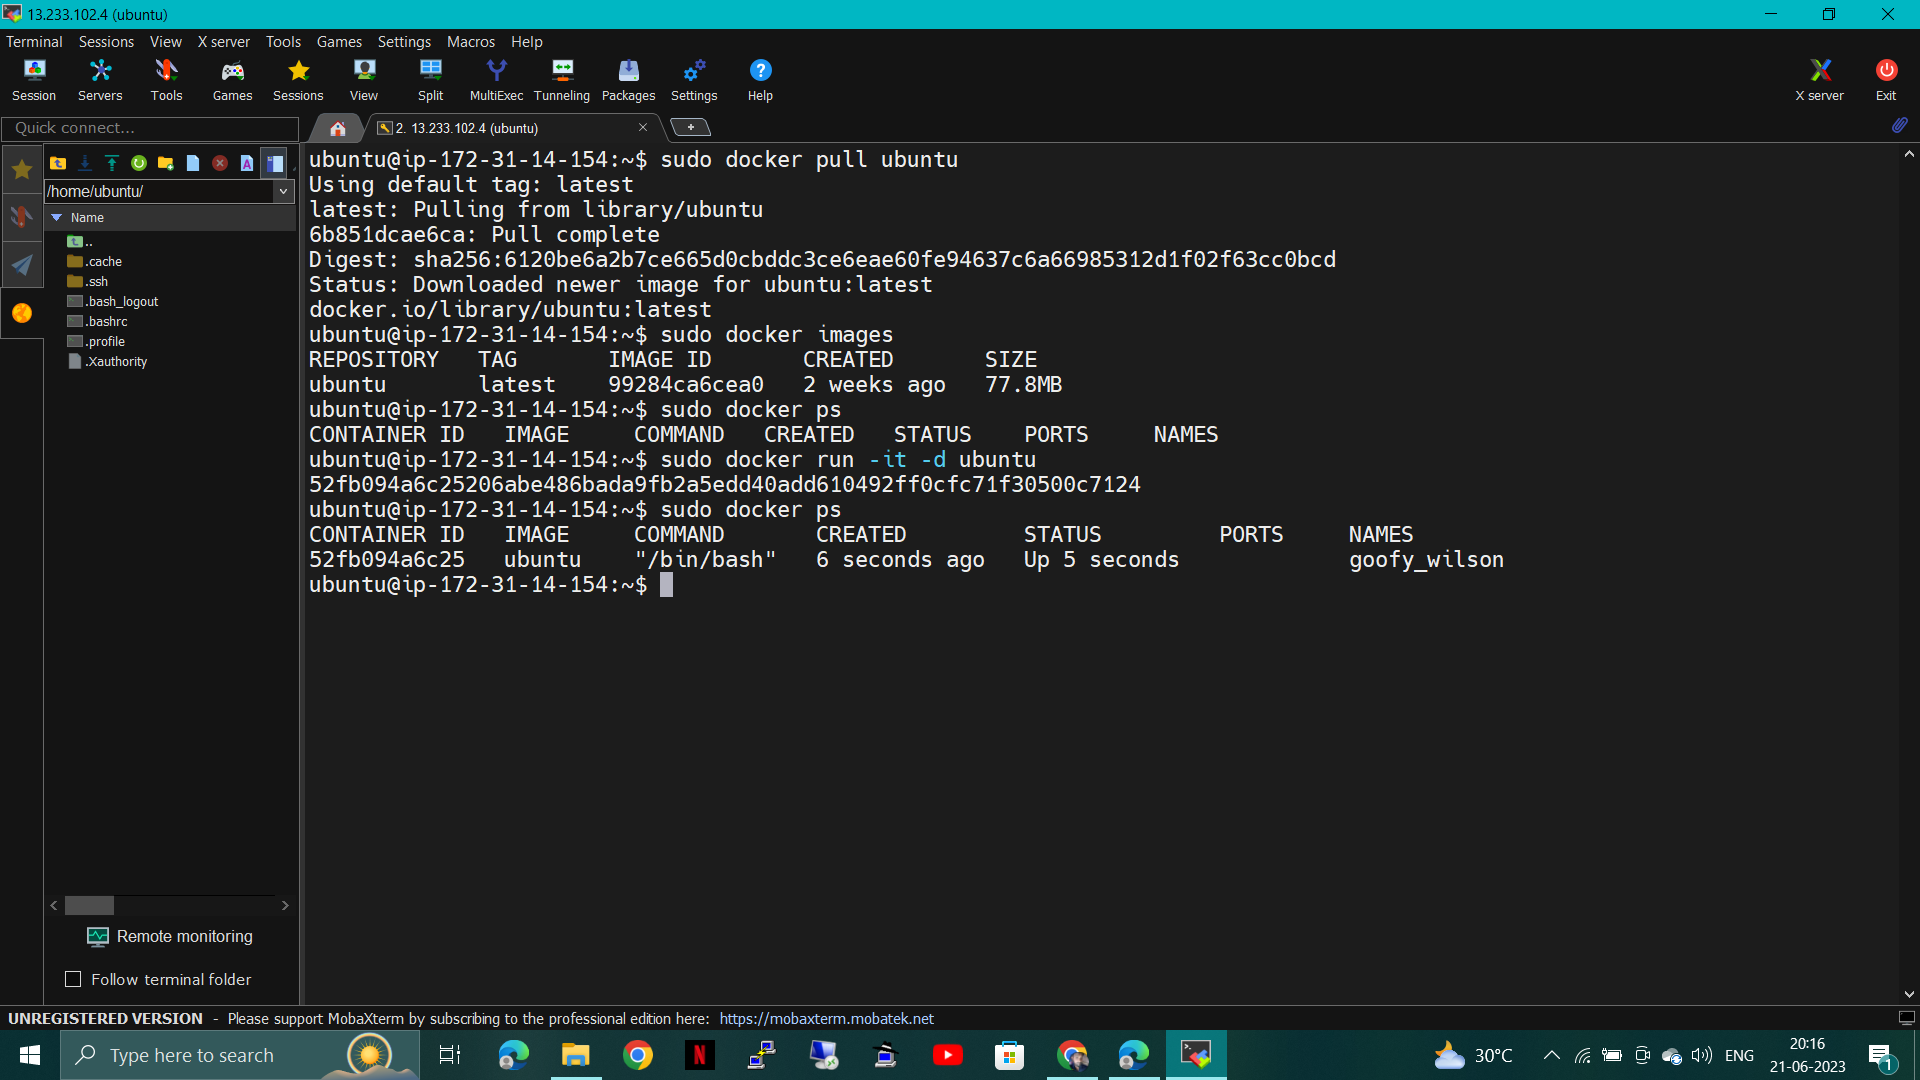 13.233.102.4 (ubuntu)
Terminal Sessions View X server Tools Games Settings Macros Help
Session Servers Tools Games Sessions View Split MultiExec Tunneling Packages Settings Help X server Exit
Quick connect...
2. 13.233.102.4 (ubuntu)
/home/ubuntu/
Name
..
.cache
.ssh
.bash_logout
.bashrc
.profile
.Xauthority
Remote monitoring
Follow terminal folder
ubuntu@ip-172-31-14-154:~$ sudo docker pull ubuntu
Using default tag: latest
latest: Pulling from library/ubuntu
6b851dcae6ca: Pull complete
Digest: sha256:6120be6a2b7ce665d0cbddc3ce6eae60fe94637c6a66985312d1f02f63cc0bcd
Status: Downloaded newer image for ubuntu:latest
docker.io/library/ubuntu:latest
ubuntu@ip-172-31-14-154:~$ sudo docker images
REPOSITORY TAG IMAGE ID CREATED SIZE
ubuntu latest 99284ca6cea0 2 weeks ago 77.8MB
ubuntu@ip-172-31-14-154:~$ sudo docker ps
CONTAINER ID IMAGE COMMAND CREATED STATUS PORTS NAMES
ubuntu@ip-172-31-14-154:~$ sudo docker run -it -d ubuntu
52fb094a6c25206abe486bada9fb2a5edd40add610492ff0cfc71f30500c7124
ubuntu@ip-172-31-14-154:~$ sudo docker ps
CONTAINER ID IMAGE COMMAND CREATED STATUS PORTS NAMES
52fb094a6c25 ubuntu "/bin/bash" 6 seconds ago Up 5 seconds goofy_wilson
ubuntu@ip-172-31-14-154:~$
UNREGISTERED VERSION - Please support MobaXterm by subscribing to the professional edition here: https://mobaxterm.mobatek.net
Type here to search
30°C
ENG
20:16
21-06-2023
1